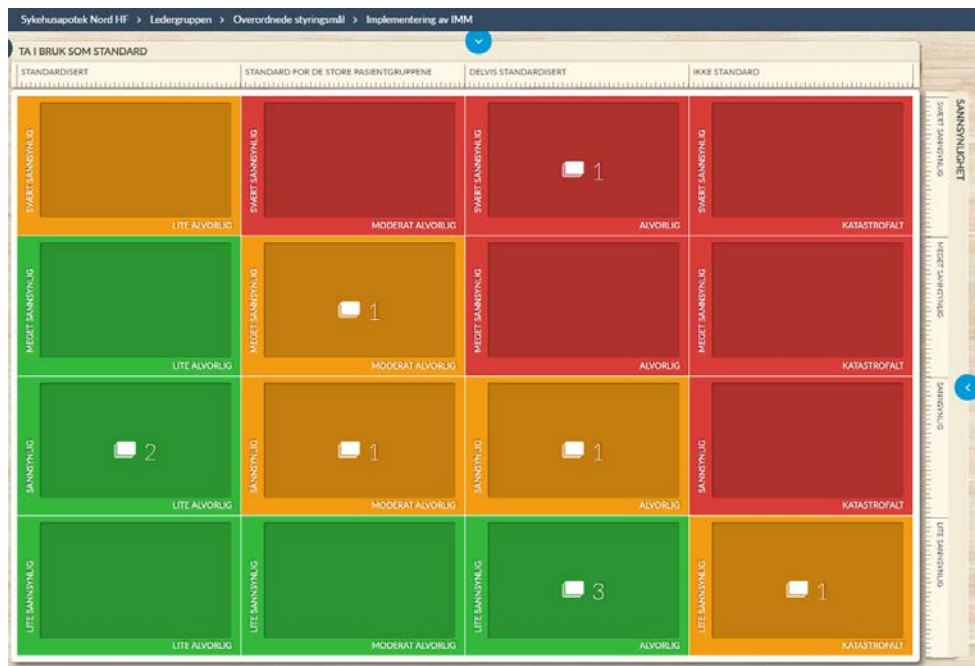 Sykehusapotek Nord HF > Ledergruppen > Overordnede styringsmål > Implementering av IMM
TA I BRUK SOM STANDARD
STANDARDISERT
STANDARD FOR DE STORE PASIENTGRUPPENE
DELVIS STANDARDISERT
IKKE STANDARD
SANNSYNLIGHET
SVÆRT SANNSYNLIG
SVÆRT SANNSYNLIG
LITE ALVORLIG
SVÆRT SANNSYNLIG
MODERAT ALVORLIG
SVÆRT SANNSYNLIG
1
ALVORLIG
SVÆRT SANNSYNLIG
KATASTROFALT
MEGET SANNSYNLIG
MEGET SANNSYNLIG
LITE ALVORLIG
MEGET SANNSYNLIG
1
MODERAT ALVORLIG
MEGET SANNSYNLIG
ALVORLIG
MEGET SANNSYNLIG
KATASTROFALT
SANNSYNLIG
SANNSYNLIG
2
LITE ALVORLIG
SANNSYNLIG
1
MODERAT ALVORLIG
SANNSYNLIG
1
ALVORLIG
SANNSYNLIG
KATASTROFALT
LITE SANNSYNLIG
LITE SANNSYNLIG
LITE ALVORLIG
LITE SANNSYNLIG
MODERAT ALVORLIG
LITE SANNSYNLIG
3
ALVORLIG
LITE SANNSYNLIG
1
KATASTROFALT